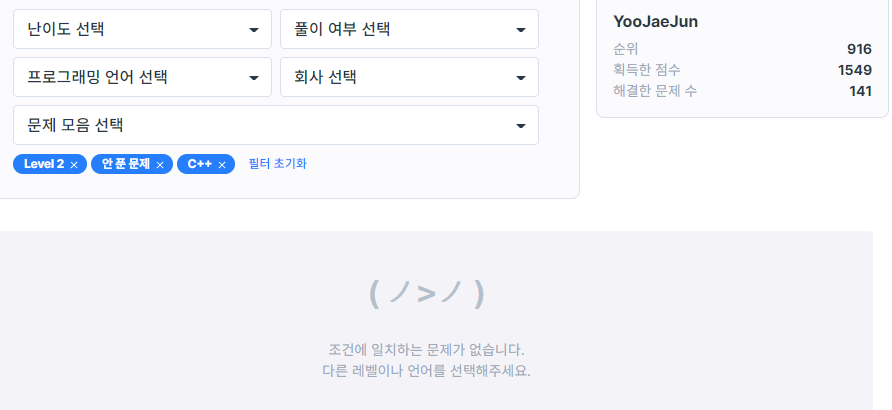 난이도 선택
풀이 여부 선택
프로그래밍 언어 선택
회사 선택
문제 모음 선택
Level 2 ×
안 푼 문제 ×
C++ ×
필터 초기화
YooJaeJun
순위 916
획득한 점수 1549
해결한 문제 수 141
(ノ>ノ)
조건에 일치하는 문제가 없습니다.
다른 레벨이나 언어를 선택해주세요.